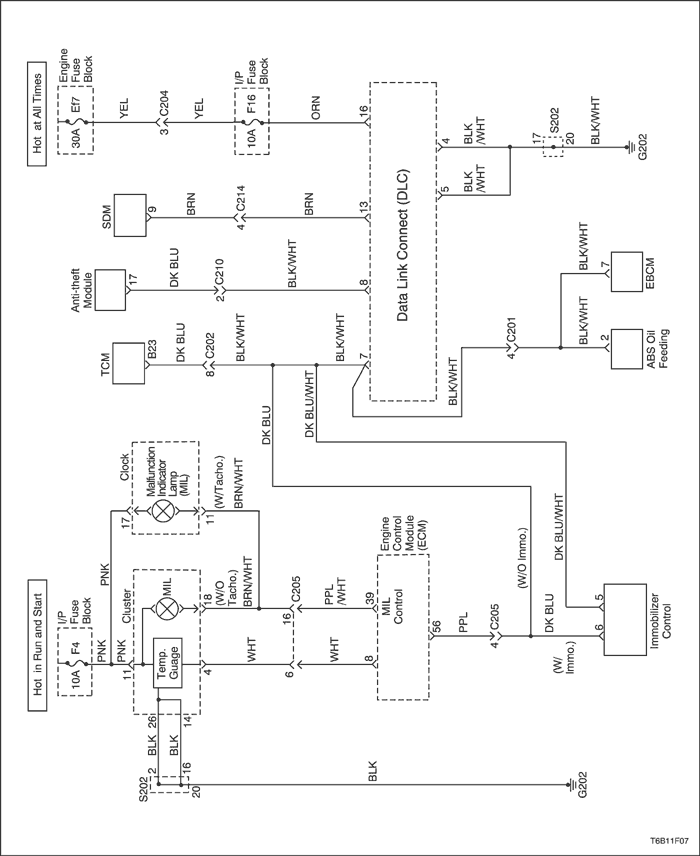 Hot at All Times
Engine
Fuse
Block
Ef7
30A
YEL
3
C204
YEL
I/P
Fuse
Block
F16
10A
ORN
16
SDM
9
BRN
4
C214
BRN
13
Anti-theft
Module
17
DK BLU
2
C210
BLK/WHT
8
TCM
B23
DK BLU
8
C202
BLK/WHT
BLK/WHT
7
Data Link Connect (DLC)
4
BLK
/WHT
5
BLK
/WHT
17
S202
20
BLK/WHT
G202
BLK/WHT
4
C201
BLK/WHT
7
EBCM
BLK/WHT
2
ABS Oil
Feeding
DK BLU
DK BLU/WHT
Hot in Run and Start
I/P
Fuse
Block
F4
10A
PNK
PNK
PNK
11
Clock
17
Malfunction
Indicator
Lamp
(MIL)
11
(W/Tacho.)
BRN/WHT
Cluster
MIL
18
(W/O
Tacho.)
BRN/WHT
Temp.
Guage
4
WHT
16
C205
6
PPL
/WHT
WHT
39
8
Engine
Control
Module
(ECM)
MIL
Control
56
PPL
4
C205
(W/O Immo.)
DK BLU
(W/
Immo.)
DK BLU/WHT
5
6
Immobilizer
Control
26
14
BLK
BLK
2
16
S202
20
BLK
G202
T6B11F07